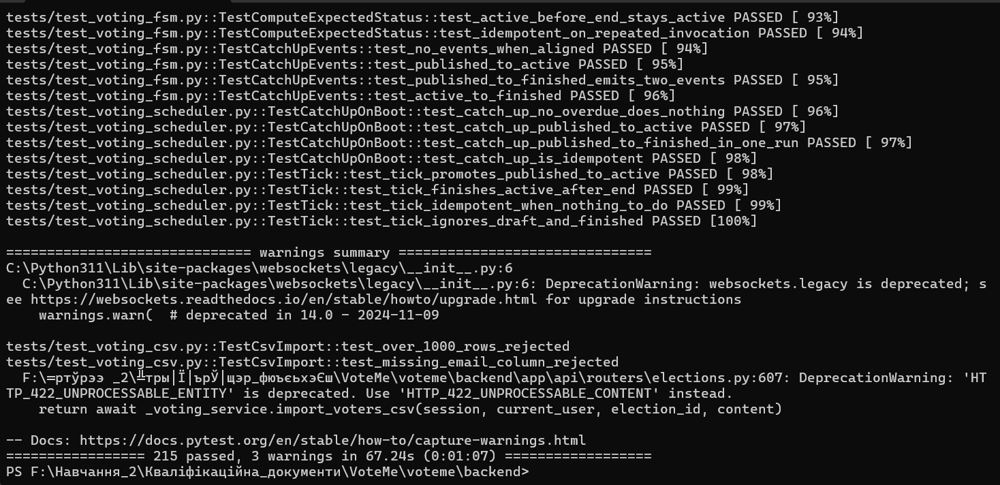 tests/test_voting_fsm.py::TestComputeExpectedStatus::test_active_before_end_stays_active PASSED [ 93%]
tests/test_voting_fsm.py::TestComputeExpectedStatus::test_idempotent_on_repeated_invocation PASSED [ 94%]
tests/test_voting_fsm.py::TestCatchUpEvents::test_no_events_when_aligned PASSED [ 94%]
tests/test_voting_fsm.py::TestCatchUpEvents::test_published_to_active PASSED [ 95%]
tests/test_voting_fsm.py::TestCatchUpEvents::test_published_to_finished_emits_two_events PASSED [ 95%]
tests/test_voting_fsm.py::TestCatchUpEvents::test_active_to_finished PASSED [ 96%]
tests/test_voting_scheduler.py::TestCatchUpOnBoot::test_catch_up_no_overdue_does_nothing PASSED [ 96%]
tests/test_voting_scheduler.py::TestCatchUpOnBoot::test_catch_up_published_to_active PASSED [ 97%]
tests/test_voting_scheduler.py::TestCatchUpOnBoot::test_catch_up_published_to_finished_in_one_run PASSED [ 97%]
tests/test_voting_scheduler.py::TestCatchUpOnBoot::test_catch_up_is_idempotent PASSED [ 98%]
tests/test_voting_scheduler.py::TestTick::test_tick_promotes_published_to_active PASSED [ 98%]
tests/test_voting_scheduler.py::TestTick::test_tick_finishes_active_after_end PASSED [ 99%]
tests/test_voting_scheduler.py::TestTick::test_tick_idempotent_when_nothing_to_do PASSED [ 99%]
tests/test_voting_scheduler.py::TestTick::test_tick_ignores_draft_and_finished PASSED [100%]
============================== warnings summary ===============================
C:\Python311\Lib\site-packages\websockets\legacy\__init__.py:6
C:\Python311\Lib\site-packages\websockets\legacy\__init__.py:6: DeprecationWarning: websockets.legacy is deprecated; s
ee https://websockets.readthedocs.io/en/stable/howto/upgrade.html for upgrade instructions
warnings.warn(  # deprecated in 14.0 - 2024-11-09
tests/test_voting_csv.py::TestCsvImport::test_over_1000_rows_rejected
tests/test_voting_csv.py::TestCsvImport::test_missing_email_column_rejected
F:\═ртўрээ _2\╩тры|Ї|ърЎ|щэр_фюъєьхэЄш\VoteMe\voteme\backend\app\api\routers\elections.py:607: DeprecationWarning: 'HT
TP_422_UNPROCESSABLE_ENTITY' is deprecated. Use 'HTTP_422_UNPROCESSABLE_CONTENT' instead.
return await _voting_service.import_voters_csv(session, current_user, election_id, content)
-- Docs: https://docs.pytest.org/en/stable/how-to/capture-warnings.html
================= 215 passed, 3 warnings in 67.24s (0:01:07) ==================
PS F:\Навчання_2\Кваліфікаційна_документи\VoteMe\voteme\backend>